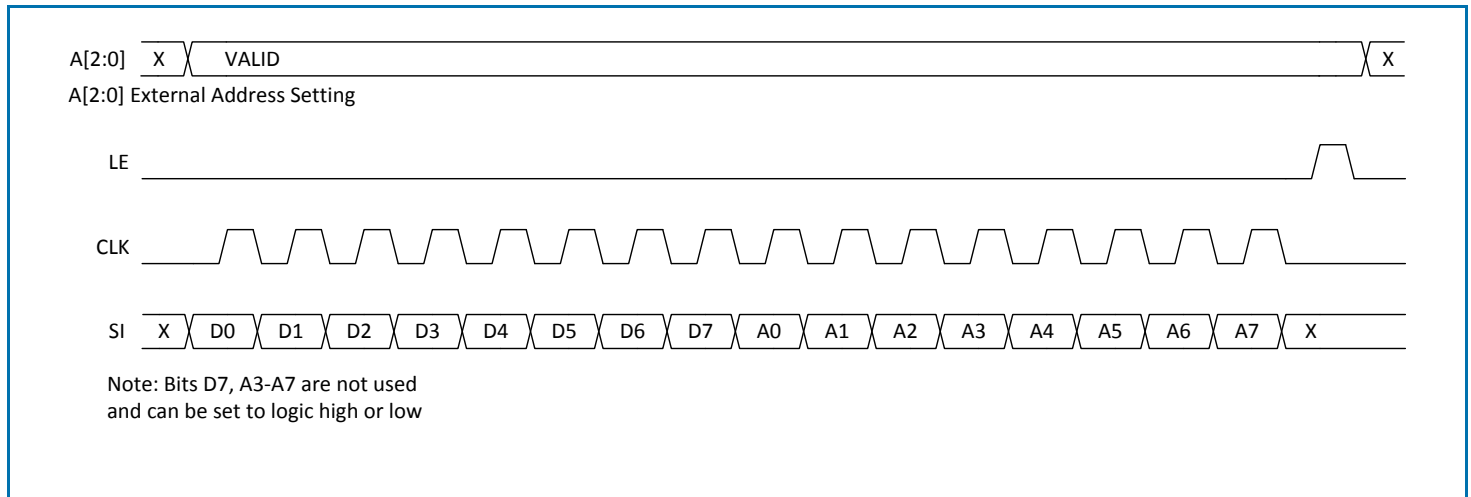 A[2:0] X VALID X
A[2:0] External Address Setting
LE
CLK
SI X D0 D1 D2 D3 D4 D5 D6 D7 A0 A1 A2 A3 A4 A5 A6 A7 X
Note: Bits D7, A3-A7 are not used
and can be set to logic high or low